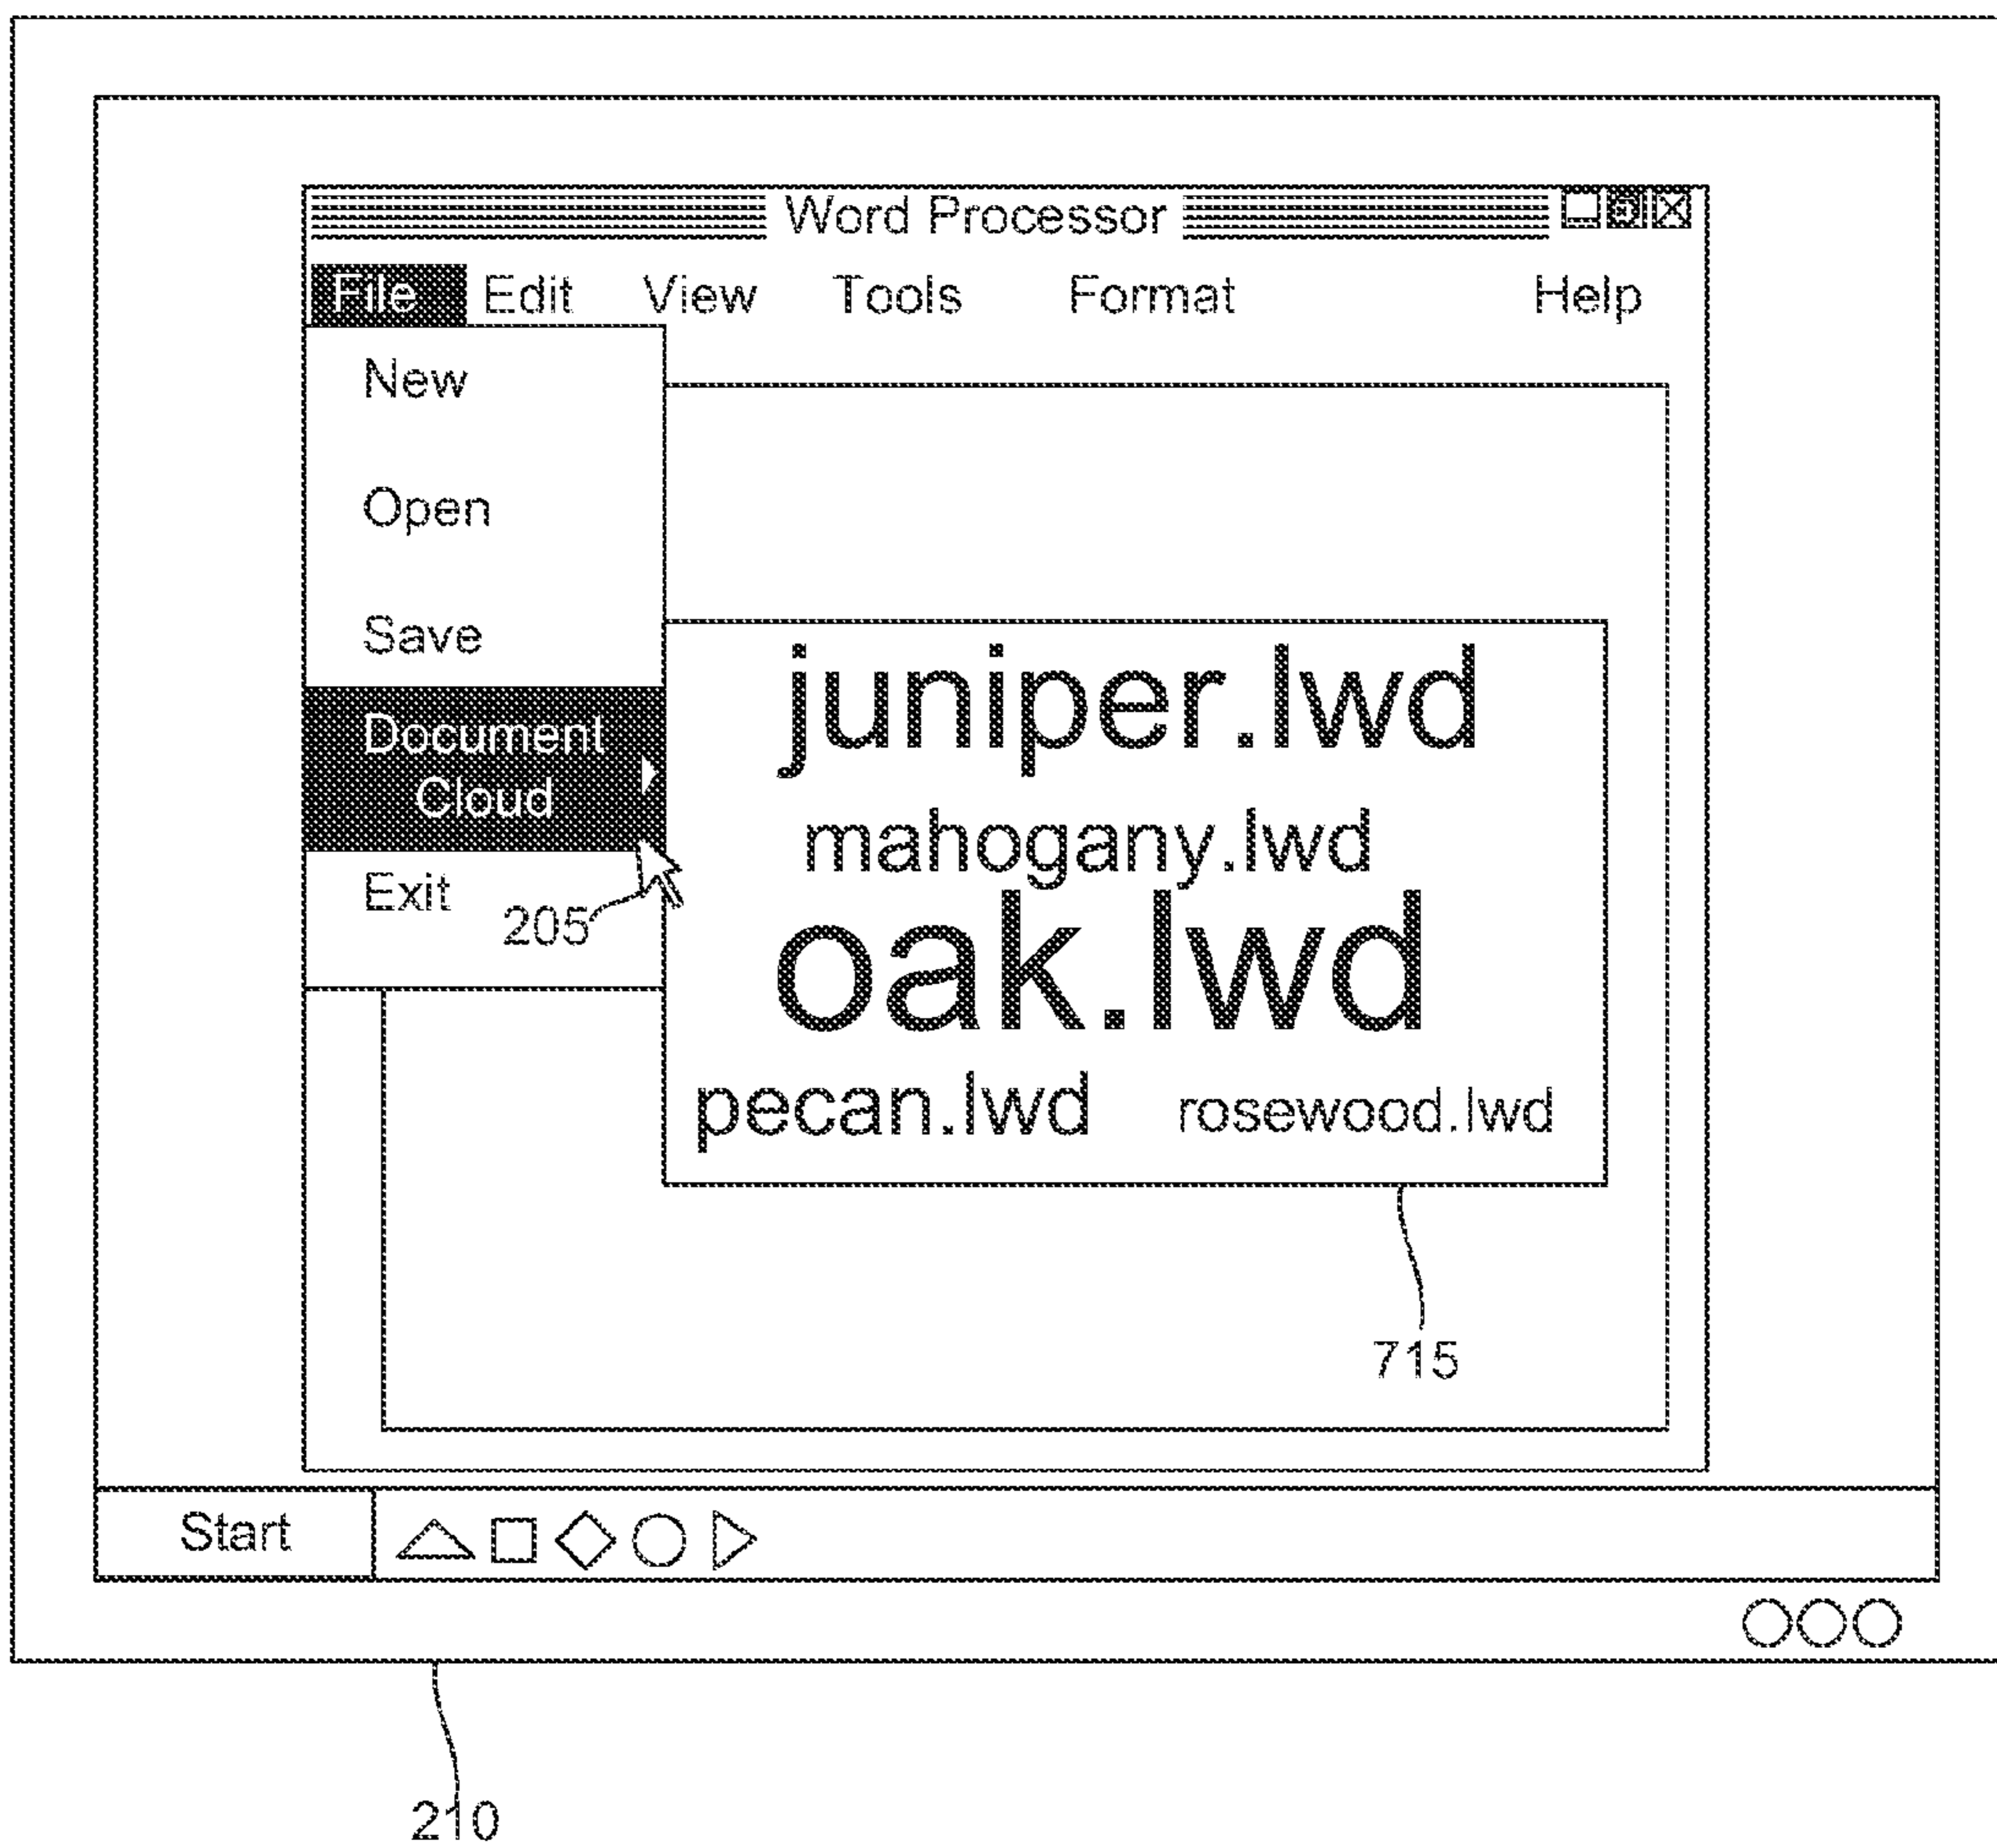 Word Processor
File Edit View Tools Format Help
New
Open
Save
Document
Cloud
Exit
205
juniper.lwd
mahogany.lwd
oak.lwd
pecan.lwd rosewood.lwd
715
Start
210